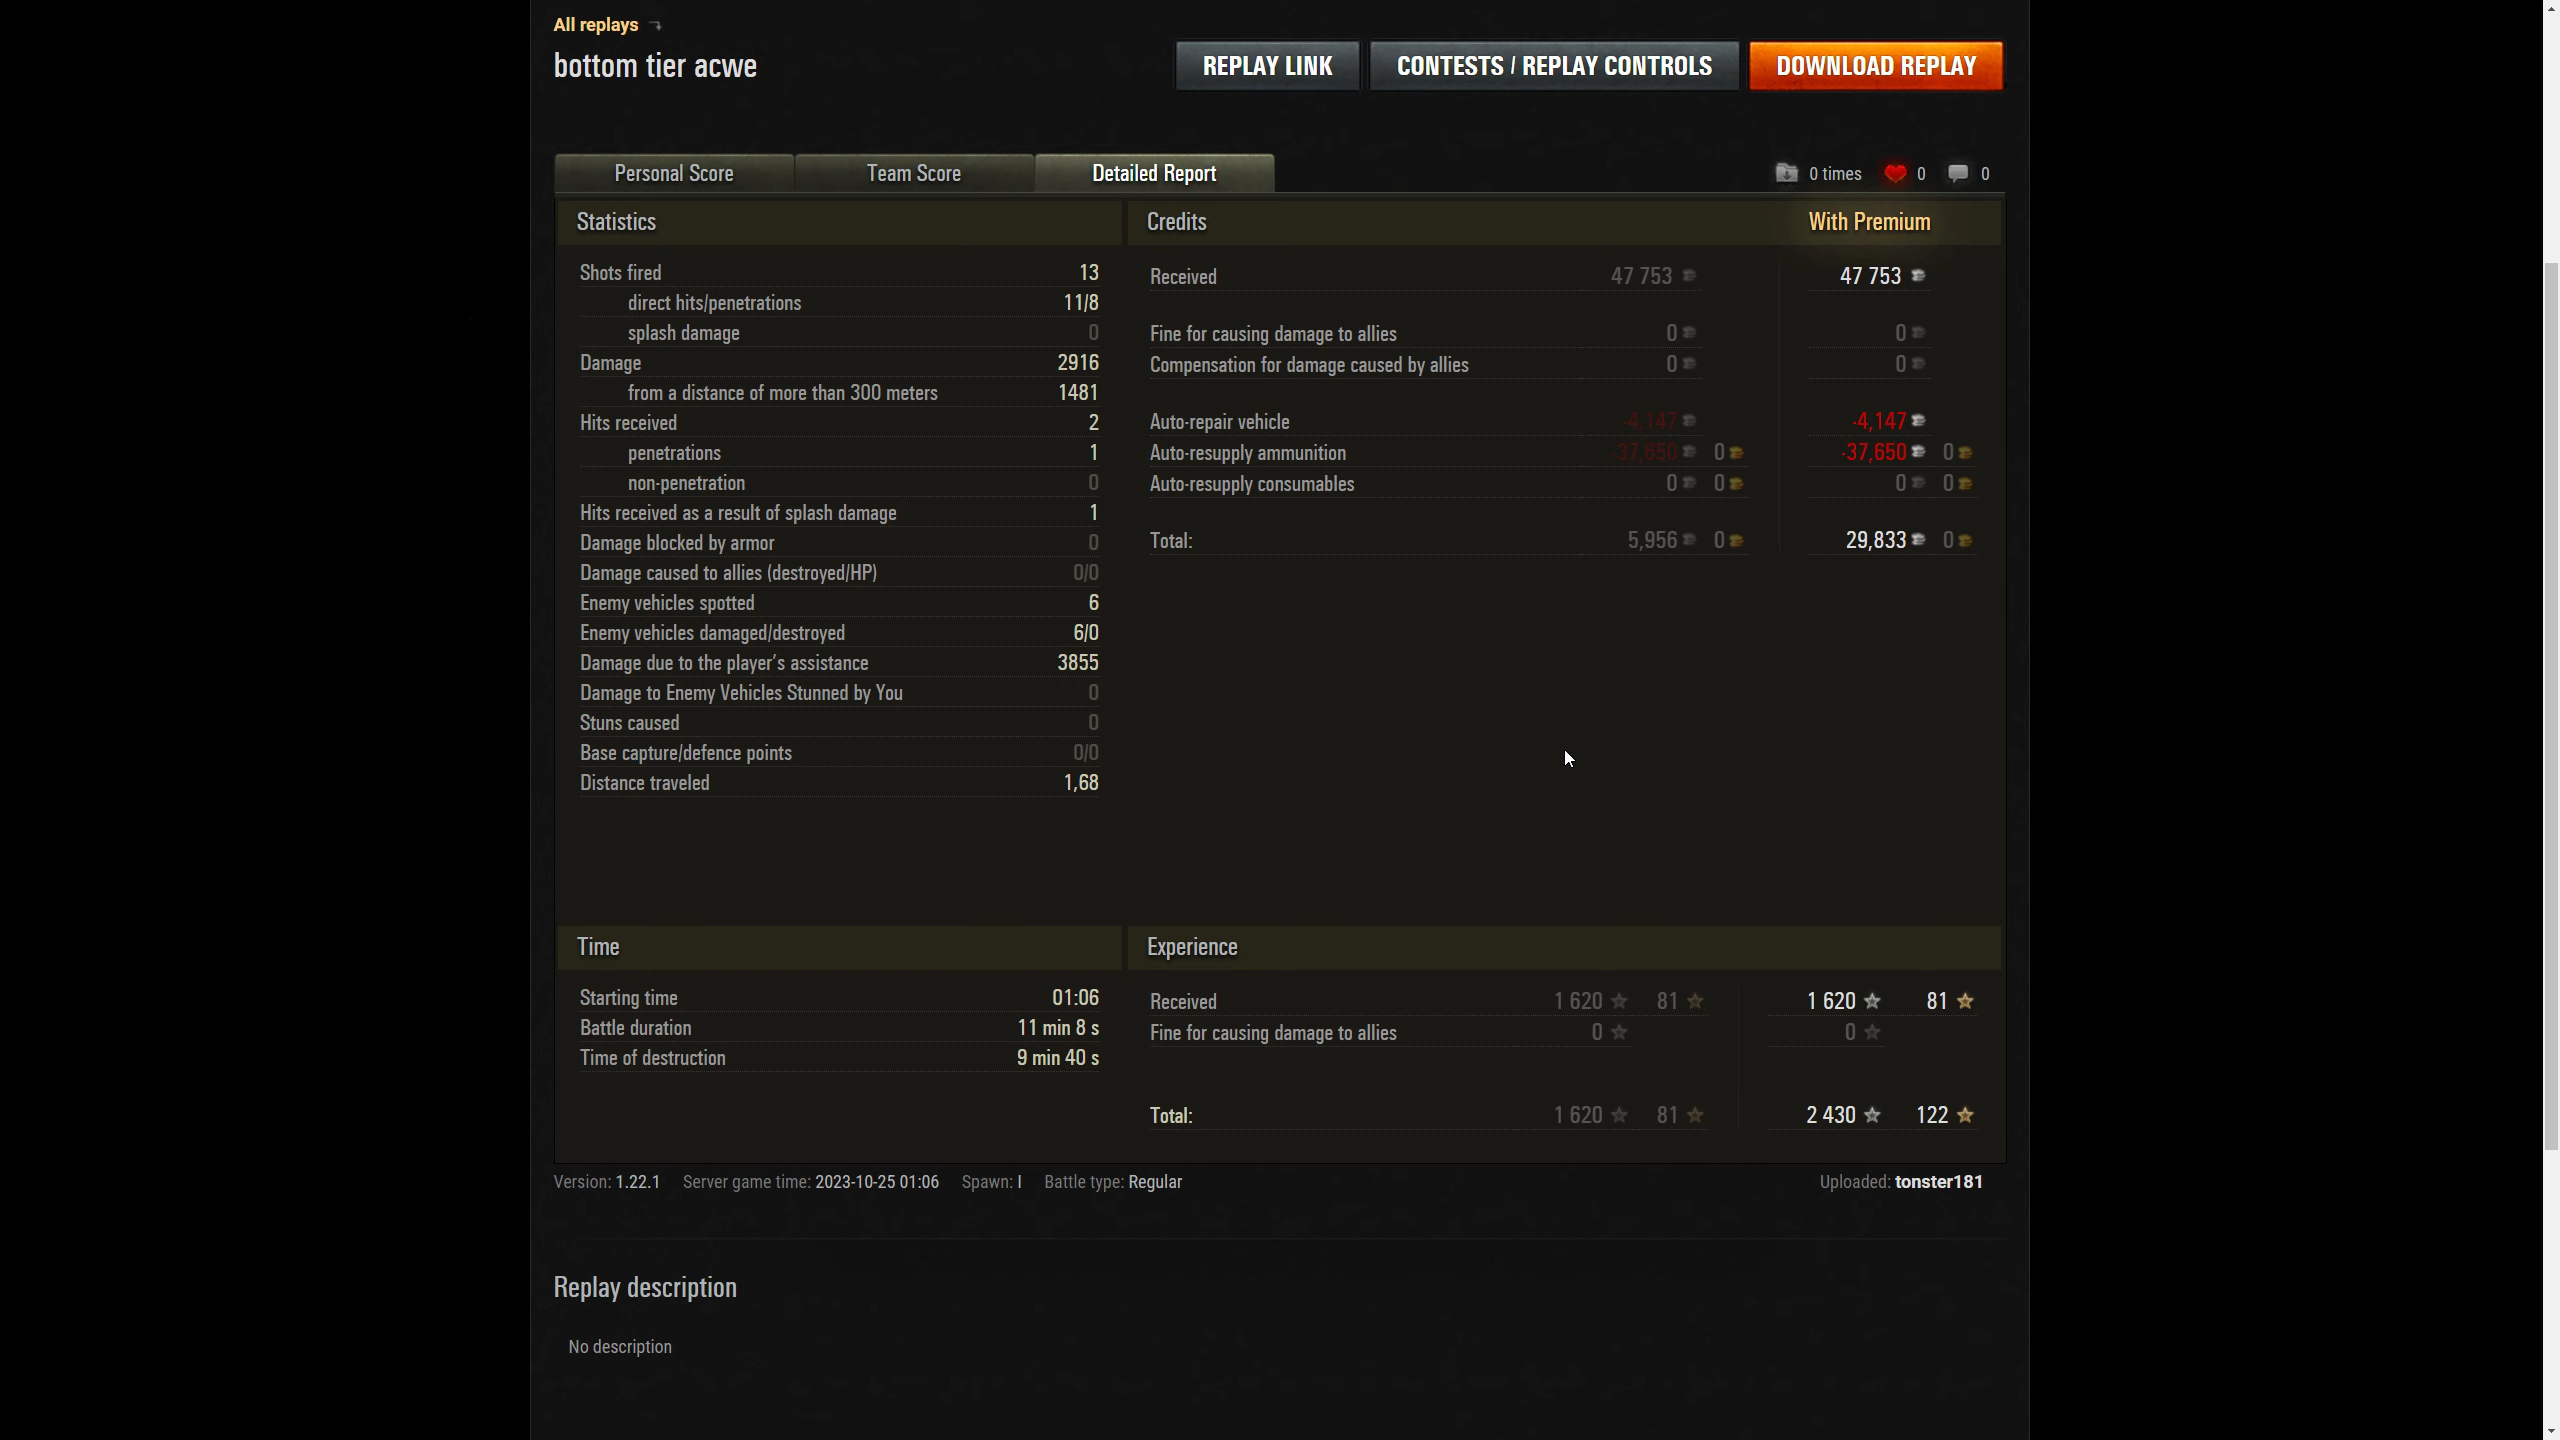 All replays
bottom tier acwe
REPLAY LINK CONTESTS / REPLAY CONTROLS DOWNLOAD REPLAY
Personal Score Team Score Detailed Report 0 times 0 0
Statistics
Shots fired 13
direct hits/penetrations 11/8
splash damage 0
Damage 2916
from a distance of more than 300 meters 1481
Hits received 2
penetrations 1
non-penetration 0
Hits received as a result of splash damage 1
Damage blocked by armor 0
Damage caused to allies (destroyed/HP) 0/0
Enemy vehicles spotted 6
Enemy vehicles damaged/destroyed 6/0
Damage due to the player's assistance 3855
Damage to Enemy Vehicles Stunned by You 0
Stuns caused 0
Base capture/defence points 0/0
Distance traveled 1,68
Credits With Premium
Received 47 753 47 753
Fine for causing damage to allies 0 0
Compensation for damage caused by allies 0 0
Auto-repair vehicle -4,147 -4,147
Auto-resupply ammunition -37,650 0 -37,650 0
Auto-resupply consumables 0 0 0 0
Total: 5,956 0 29,833 0
Time
Starting time 01:06
Battle duration 11 min 8 s
Time of destruction 9 min 40 s
Experience
Received 1 620 81 1 620 81
Fine for causing damage to allies 0 0
Total: 1 620 81 2 430 122
Version: 1.22.1 Server game time: 2023-10-25 01:06 Spawn: I Battle type: Regular Uploaded: tonster181
Replay description
No description